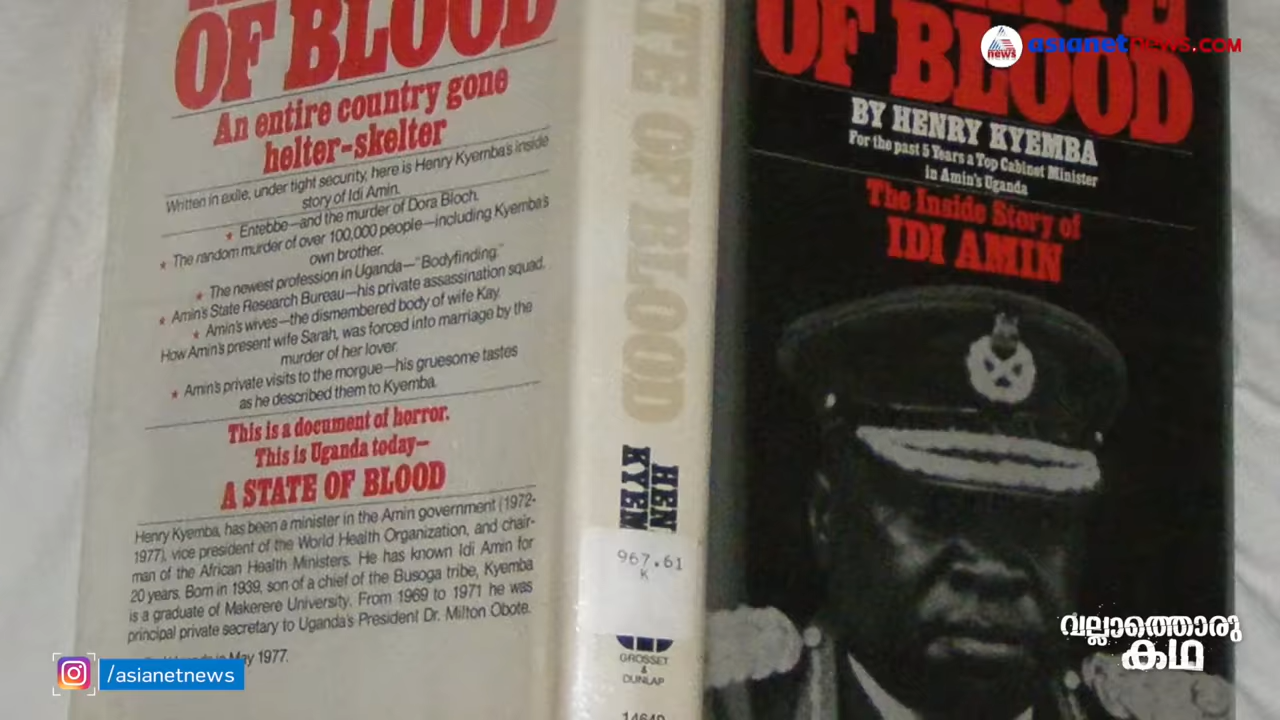 OF BLOOD
An entire country gone
helter-skelter
Written in exile, under tight security, here is Henry Kyemba's inside
story of Idi Amin.
★ Entebbe—and the murder of Dora Bloch.
★ The random murder of over 100,000 people—including Kyemba's
own brother.
★ The newest profession in Uganda—"Bodyfinding."
★ Amin's State Research Bureau—his private assassination squad.
★ Amin's wives—the dismembered body of wife Kay.
How Amin's present wife Sarah, was forced into marriage by the
murder of her lover.
★ Amin's private visits to the morgue—his gruesome tastes
as he described them to Kyemba.
This is a document of horror.
This is Uganda today—
A STATE OF BLOOD
Henry Kyemba, has been a minister in the Amin government (1972-
1977), vice president of the World Health Organization, and chair-
man of the African Health Ministers. He has known Idi Amin for
20 years. Born in 1939, son of a chief of the Busoga tribe, Kyemba
is a graduate of Makerere University. From 1969 to 1971 he was
principal private secretary to Uganda's President Dr. Milton Obote.
May 1977.
/asianetnews
OF BLOOD
HEN
KYEM
967.61
K
GROSSET
&
DUNLAP
14640
OF BLOOD
BY HENRY KYEMBA
For the past 5 Years a Top Cabinet Minister
in Amin's Uganda
The Inside Story of
IDI AMIN
news
asianetnews.com
വല്ലാത്തൊരു
കഥ